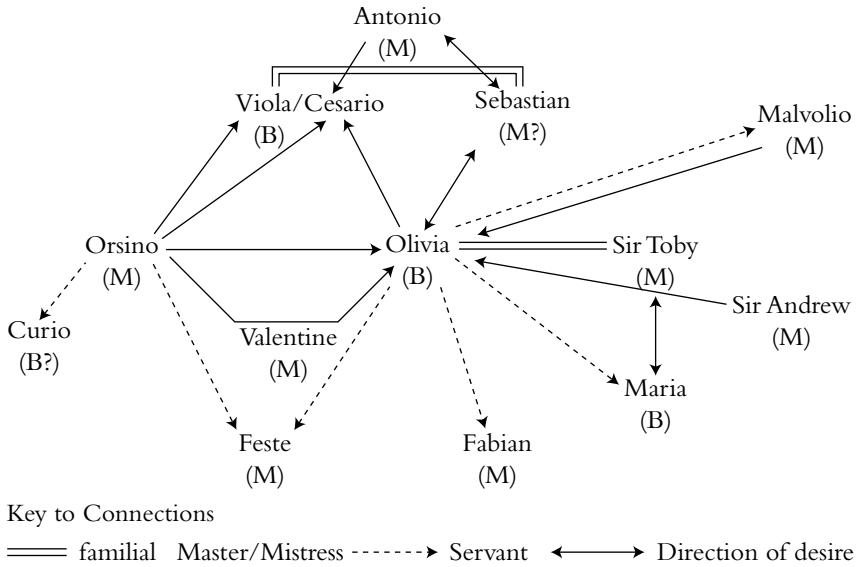 Antonio
(M)
Viola/Cesario
(B)
Sebastian
(M?)
Malvolio
(M)
Orsino
(M)
Olivia
(B)
Sir Toby
(M)
Sir Andrew
(M)
Curio
(B?)
Valentine
(M)
Maria
(B)
Feste
(M)
Fabian
(M)
Key to Connections
familial Master/Mistress Servant Direction of desire